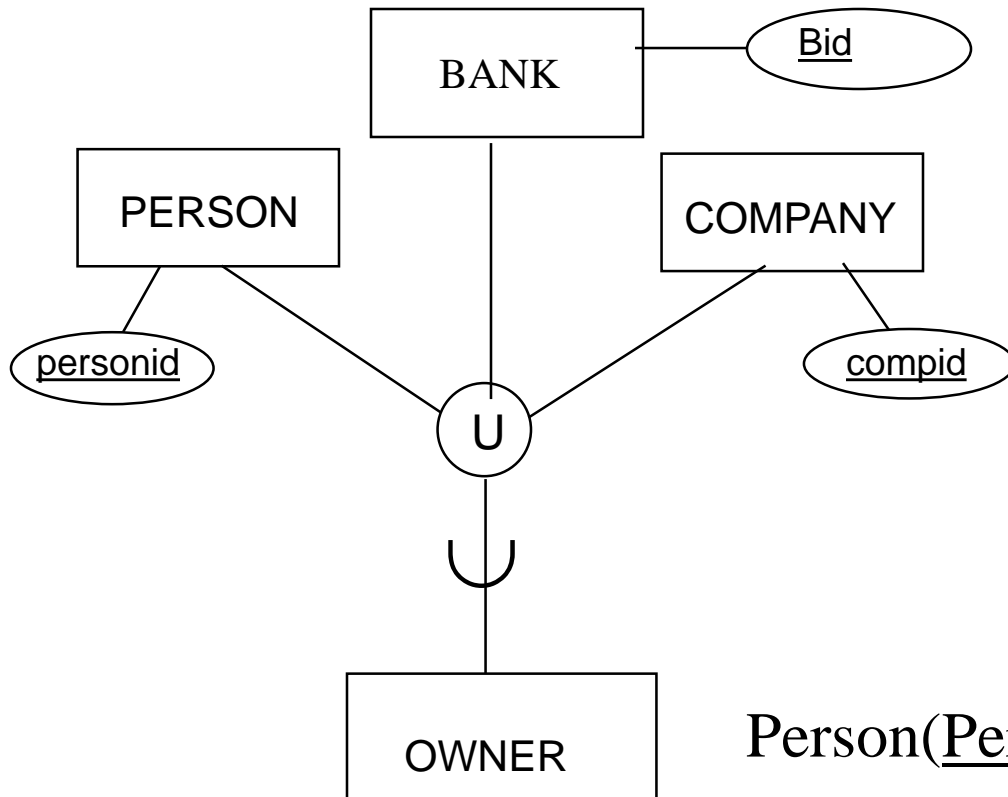 Bid
BANK
PERSON
COMPANY
personid
compid
U
OWNER
Person(